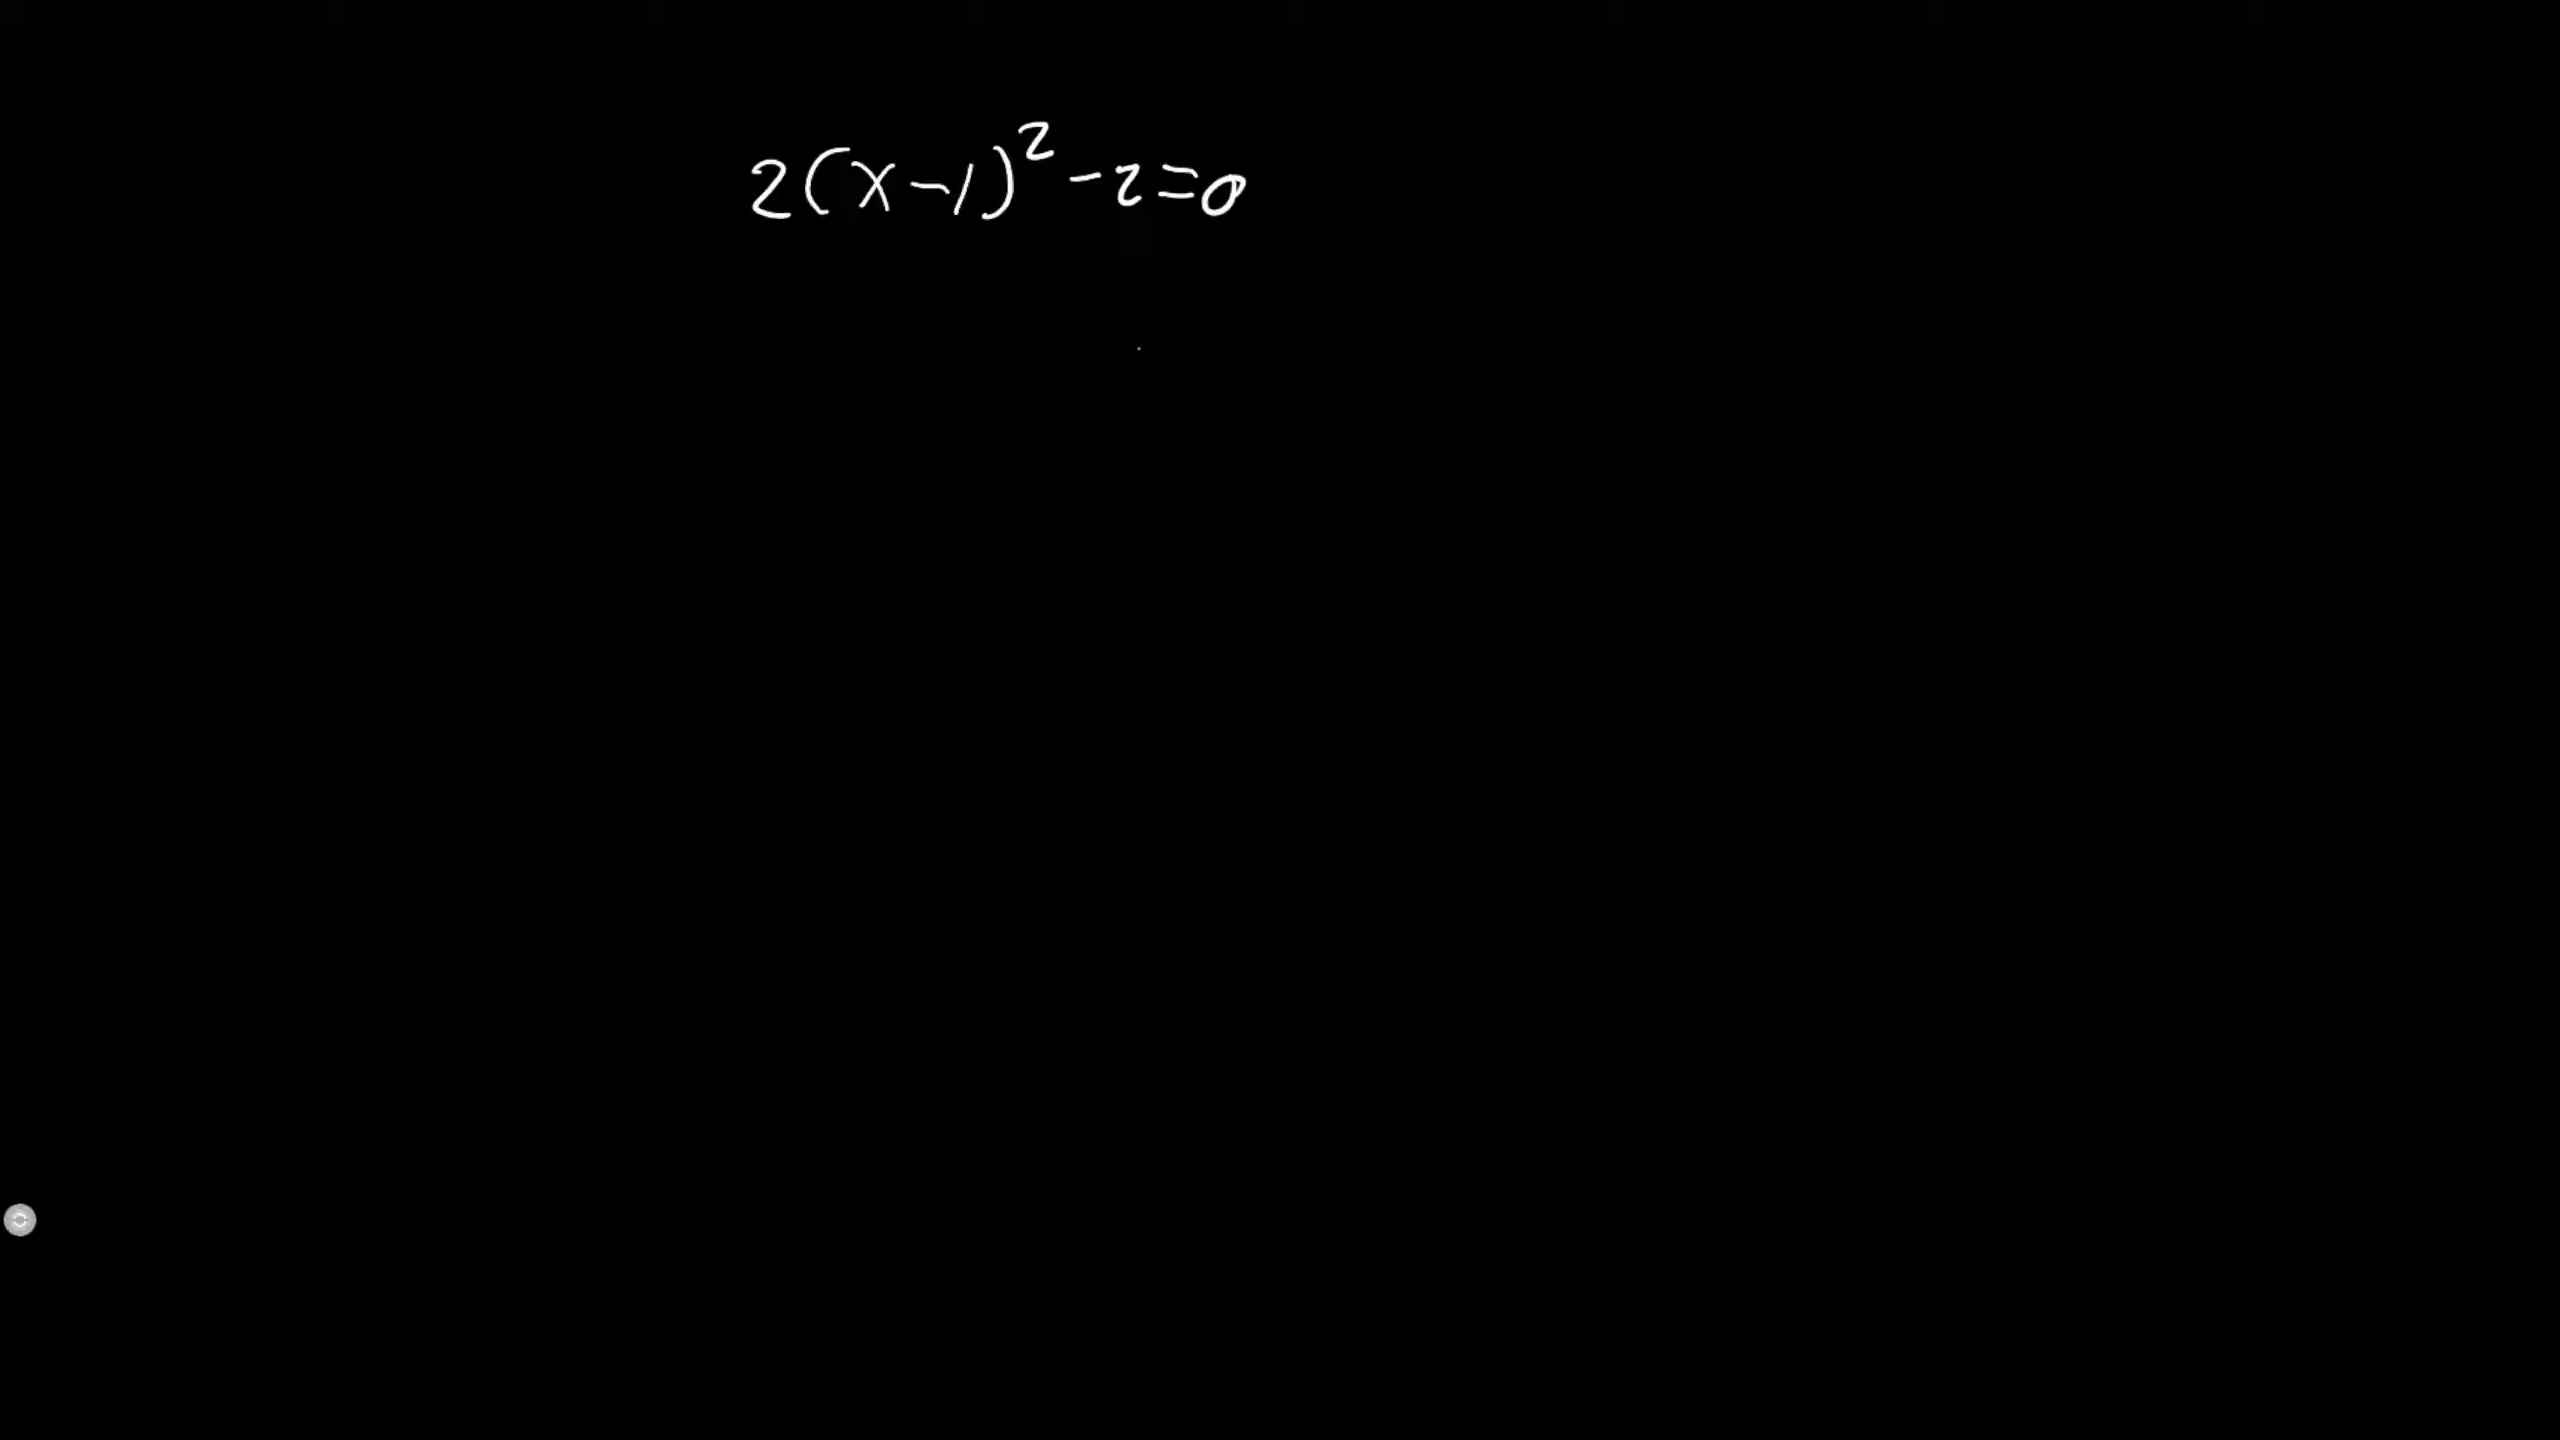 2(x-1)² - 2 = 0